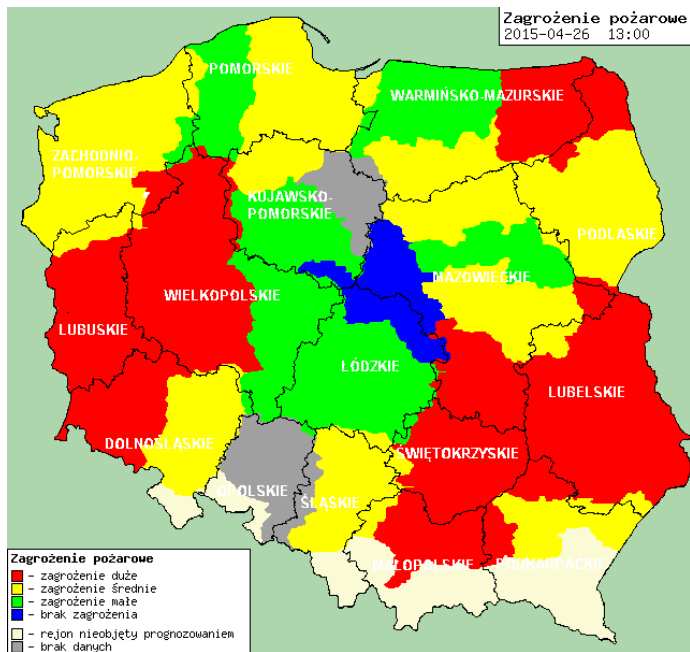 Zagrożenie pożarowe
2015-04-26 13:00
POMORSKIE
WARMIŃSKO-MAZURSKIE
ZACHODNIO-
POMORSKIE
KUJAWSKO-
POMORSKIE
PODLASKIE
MAZOWIECKIE
WIELKOPOLSKIE
LUBUSKIE
ŁÓDZKIE
LUBELSKIE
DOLNOŚLĄSKIE
ŚWIĘTOKRZYSKIE
OPOLSKIE
ŚLĄSKIE
MAŁOPOLSKIE
PODKARPACKIE
Zagrożenie pożarowe
- zagrożenie duże
- zagrożenie średnie
- zagrożenie małe
- brak zagrożenia
- rejon nieobjęty prognozowaniem
- brak danych